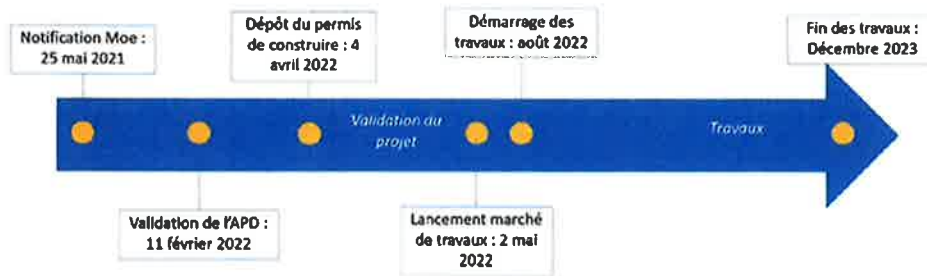 Notification Moe :
25 mai 2021
Dépôt du permis
de construire : 4
avril 2022
Démarrage des
travaux : août 2022
Fin des travaux :
Décembre 2023
Validation du
projet
Travaux
Validation de l'APD :
11 février 2022
Lancement marché
de travaux : 2 mai
2022